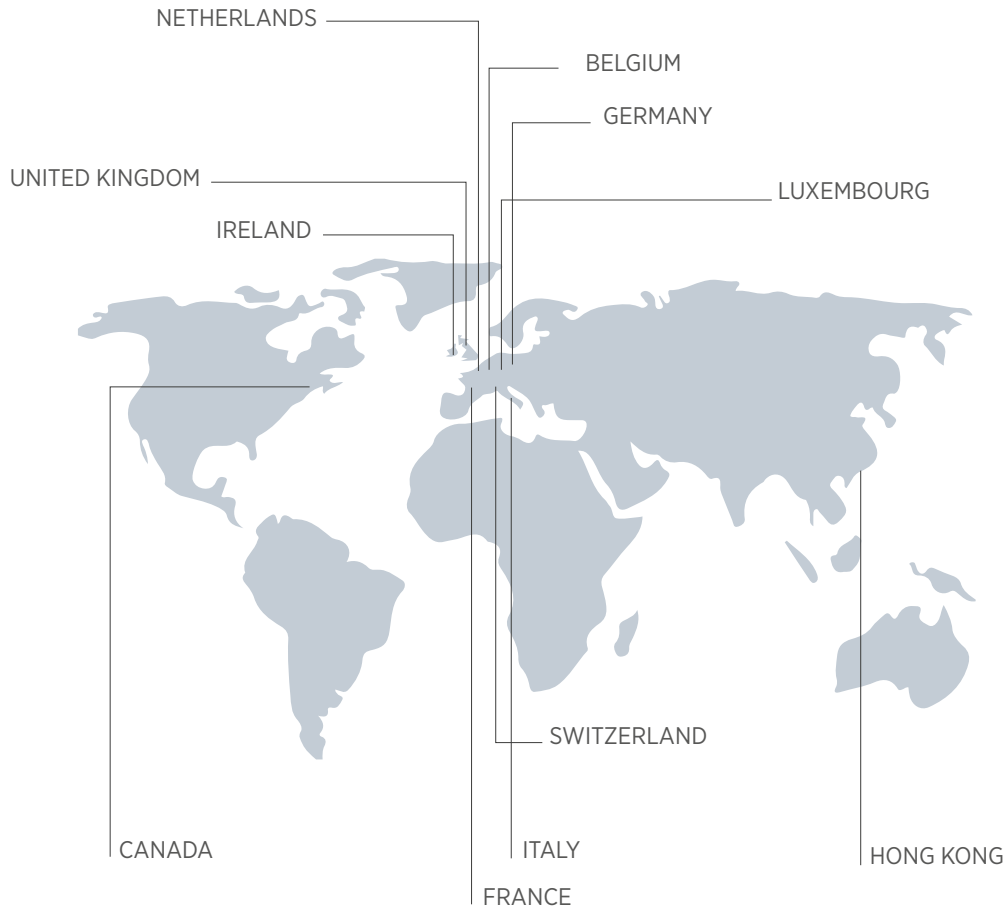 NETHERLANDS
BELGIUM
GERMANY
UNITED KINGDOM
LUXEMBOURG
IRELAND
SWITZERLAND
CANADA
ITALY
HONG KONG
FRANCE